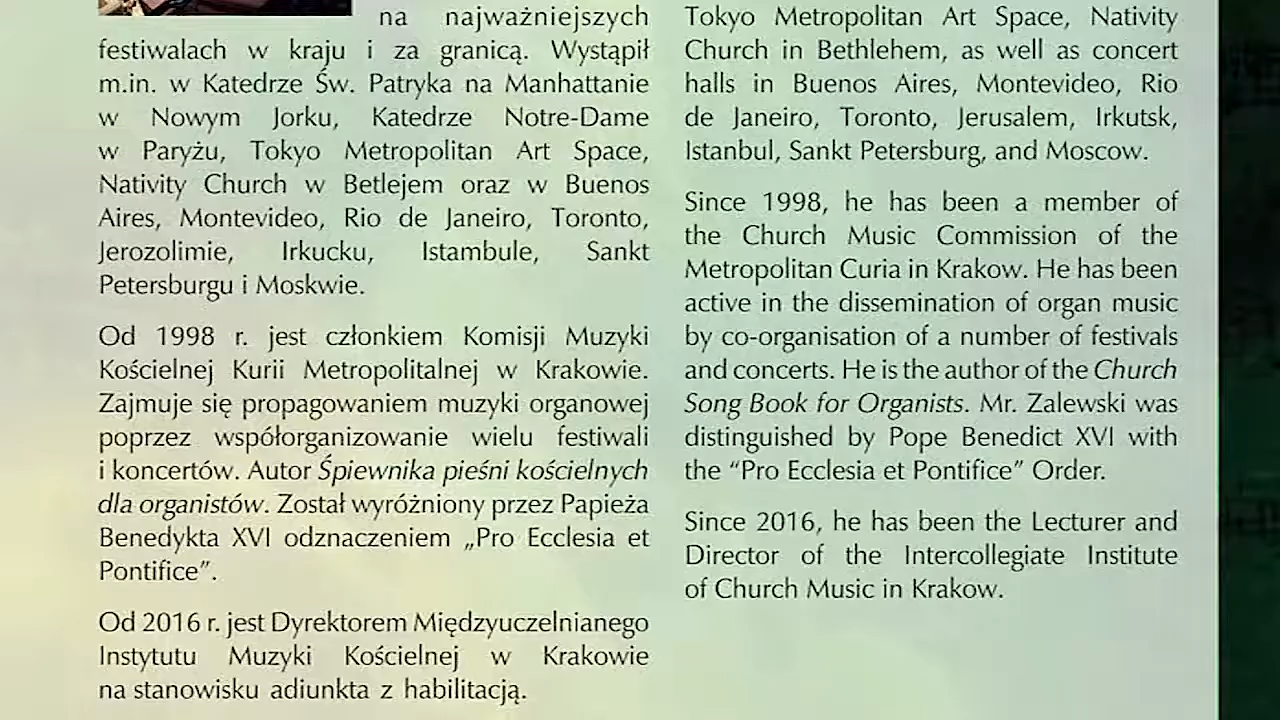 na najważniejszych
festiwalach w kraju i za granicą. Wystąpił
m.in. w Katedrze Św. Patryka na Manhattanie
w Nowym Jorku, Katedrze Notre-Dame
w Paryżu, Tokyo Metropolitan Art Space,
Nativity Church w Betlejem oraz w Buenos
Aires, Montevideo, Rio de Janeiro, Toronto,
Jerozolimie, Irkucku, Istambule, Sankt
Petersburgu i Moskwie.
Od 1998 r. jest członkiem Komisji Muzyki
Kościelnej Kurii Metropolitalnej w Krakowie.
Zajmuje się propagowaniem muzyki organowej
poprzez współorganizowanie wielu festiwali
i koncertów. Autor Śpiewnika pieśni kościelnych
dla organistów. Został wyróżniony przez Papieża
Benedykta XVI odznaczeniem „Pro Ecclesia et
Pontifice”.
Od 2016 r. jest Dyrektorem Międzyuczelnianego
Instytutu Muzyki Kościelnej w Krakowie
na stanowisku adiunkta z habilitacją.
Tokyo Metropolitan Art Space, Nativity
Church in Bethlehem, as well as concert
halls in Buenos Aires, Montevideo, Rio
de Janeiro, Toronto, Jerusalem, Irkutsk,
Istanbul, Sankt Petersburg, and Moscow.
Since 1998, he has been a member of
the Church Music Commission of the
Metropolitan Curia in Krakow. He has been
active in the dissemination of organ music
by co-organisation of a number of festivals
and concerts. He is the author of the Church
Song Book for Organists. Mr. Zalewski was
distinguished by Pope Benedict XVI with
the “Pro Ecclesia et Pontifice” Order.
Since 2016, he has been the Lecturer and
Director of the Intercollegiate Institute
of Church Music in Krakow.